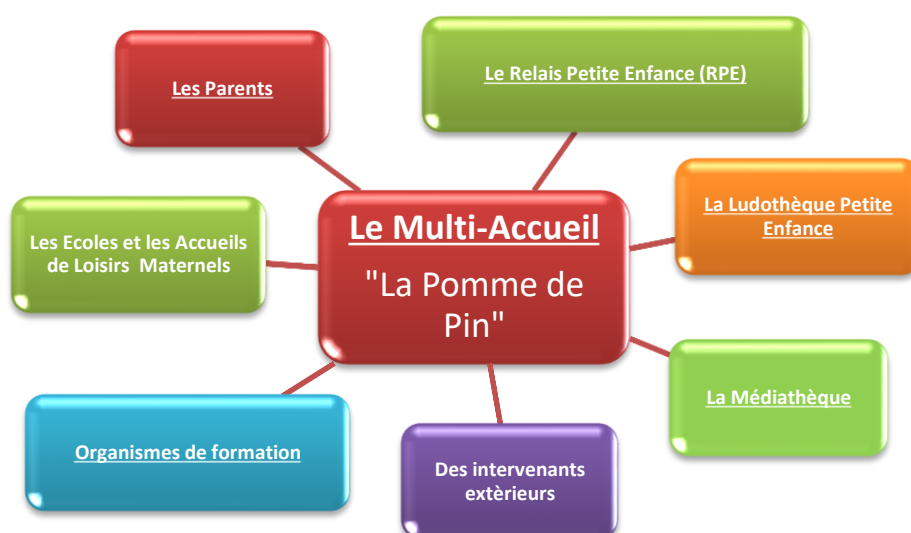 Les Parents
Le Relais Petite Enfance (RPE)
Le Multi-Accueil
"La Pomme de
Pin"
La Ludothèque Petite
Enfance
Les Ecoles et les Accueils
de Loisirs Maternels
La Médiathèque
Organismes de formation
Des intervenants
extèrieurs